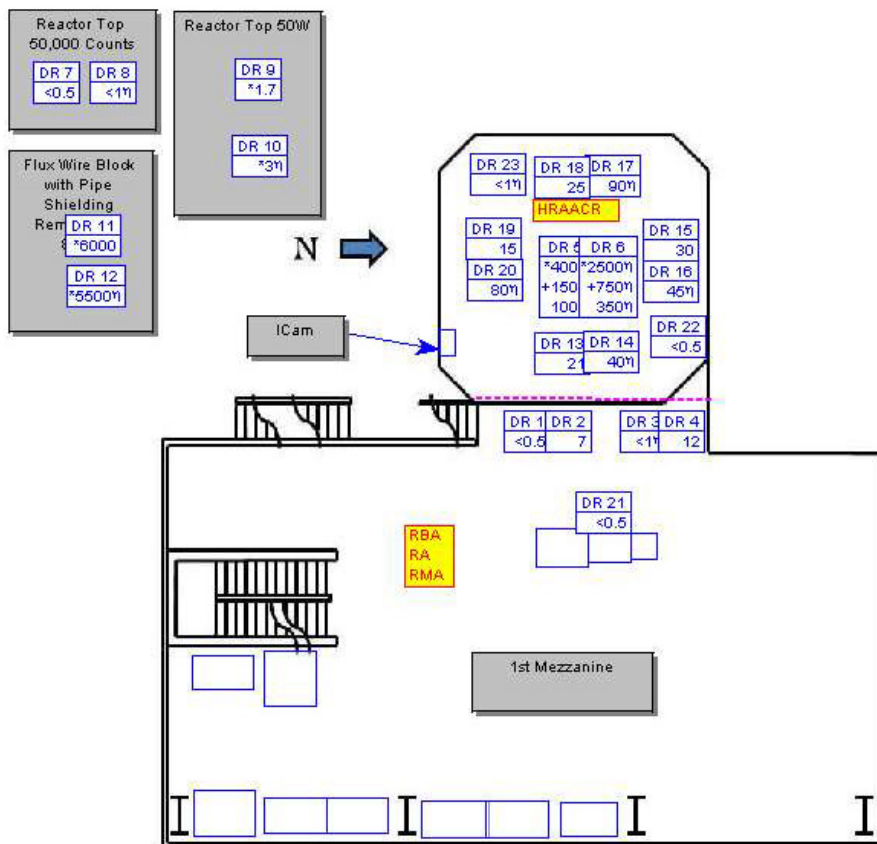 Reactor Top
50,000 Counts
DR 7
<0.5
DR 8
<1η
Reactor Top 50W
DR 9
*1.7
DR 10
*3η
Flux Wire Block
with Pipe
Shielding
DR 11
*6000
DR 12
*5500η
N
ICam
DR 23
<1η
DR 18
25
DR 17
90η
HRAACR
DR 19
15
DR 20
80η
DR 5
*400
+150
100
DR 6
*2500η
+750η
350η
DR 15
30
DR 16
45η
DR 13
21
DR 14
40η
DR 22
<0.5
DR 1
<0.5
DR 2
7
DR 3
<1η
DR 4
12
DR 21
<0.5
RBA
RA
RMA
1st Mezzanine